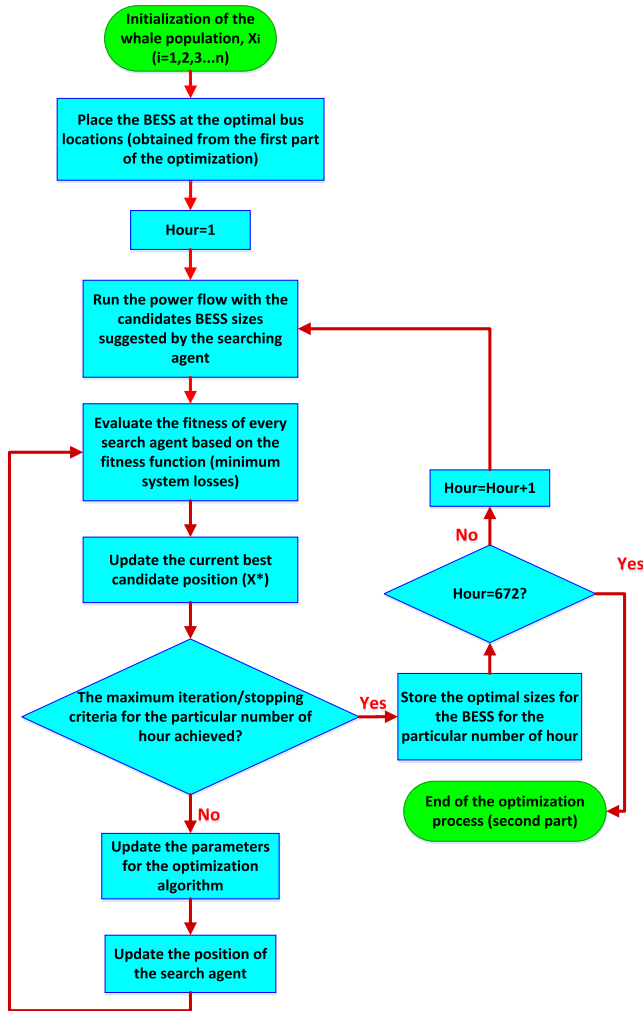 Initialization of the
whale population, Xi
(i=1,2,3...n)
Place the BESS at the optimal bus
locations (obtained from the first part
of the optimization)
Hour=1
Run the power flow with the
candidates BESS sizes
suggested by the searching
agent
Evaluate the fitness of every
search agent based on the
fitness function (minimum
system losses)
Update the current best
candidate position (X*)
The maximum iteration/stopping
criteria for the particular number of
hour achieved?
Yes
No
Update the parameters
for the optimization
algorithm
Update the position of
the search agent
Store the optimal sizes for
the BESS for the
particular number of hour
Hour=672?
No
Yes
Hour=Hour+1
End of the optimization
process (second part)